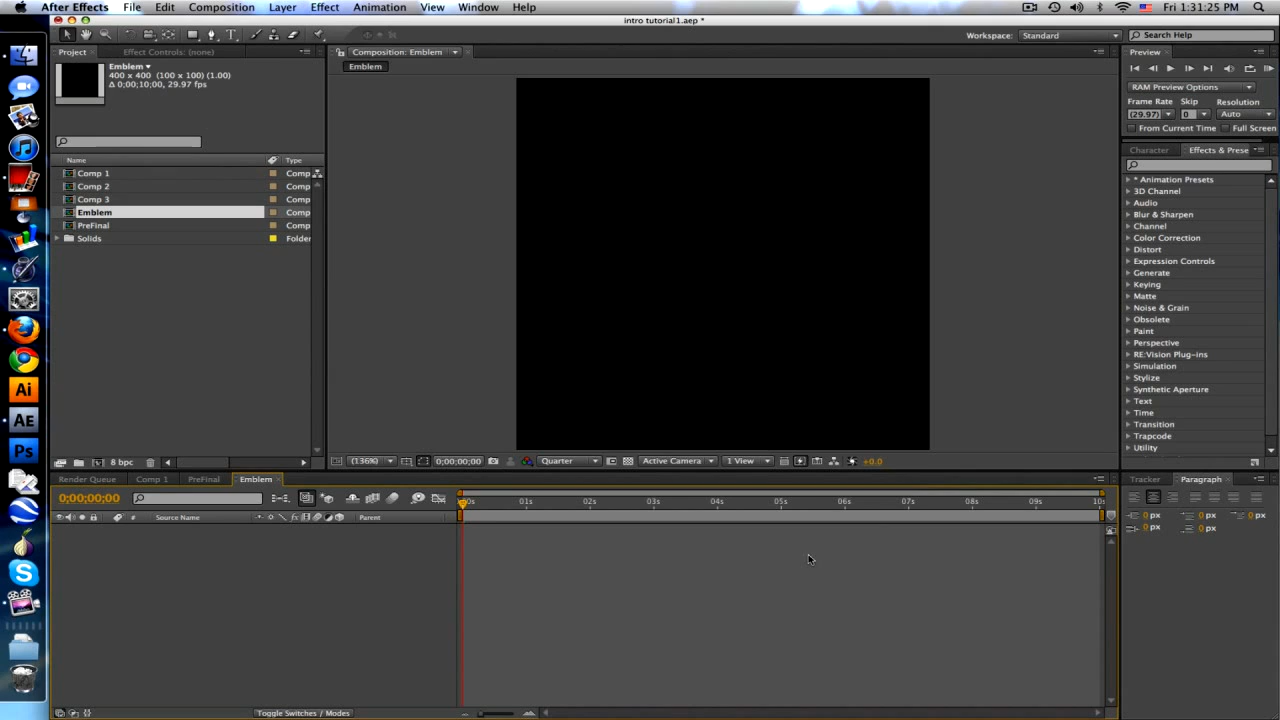 After Effects File Edit Composition Layer Effect Animation View Window Help Fri 1:31:25 PM
intro tutorial1.aep *
Workspace: Standard Search Help
Project Effect Controls: (none) Composition: Emblem Preview
Emblem
400 x 400 (100 x 100) (1.00)
Δ 0;00;10;00, 29.97 fps
Emblem
RAM Preview Options
Frame Rate Skip Resolution
(29.97) 0 Auto
From Current Time Full Screen
Character Effects & Prese
Name Type
Comp 1 Comp
Comp 2 Comp
Comp 3 Comp
Emblem Comp
PreFinal Comp
Solids Folder
* Animation Presets
3D Channel
Audio
Blur & Sharpen
Channel
Color Correction
Distort
Expression Controls
Generate
Keying
Matte
Noise & Grain
Obsolete
Paint
Perspective
RE:Vision Plug-ins
Simulation
Stylize
Synthetic Aperture
Text
Time
Transition
Trapcode
Utility
8 bpc (136%) 0;00;00;00 Quarter Active Camera 1 View +0.0
Render Queue Comp 1 PreFinal Emblem Tracker Paragraph
0;00;00;00 01s 02s 03s 04s 05s 06s 07s 08s 09s 10s
# Source Name fx Parent
0 px 0 px 0 px
0 px 0 px
Toggle Switches / Modes
Ai
AE
Ps